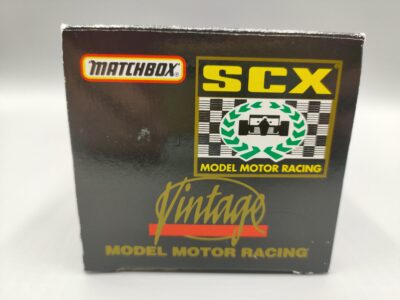 MATCHBOX®
SCX
MODEL MOTOR RACING
Vintage
MODEL MOTOR RACING